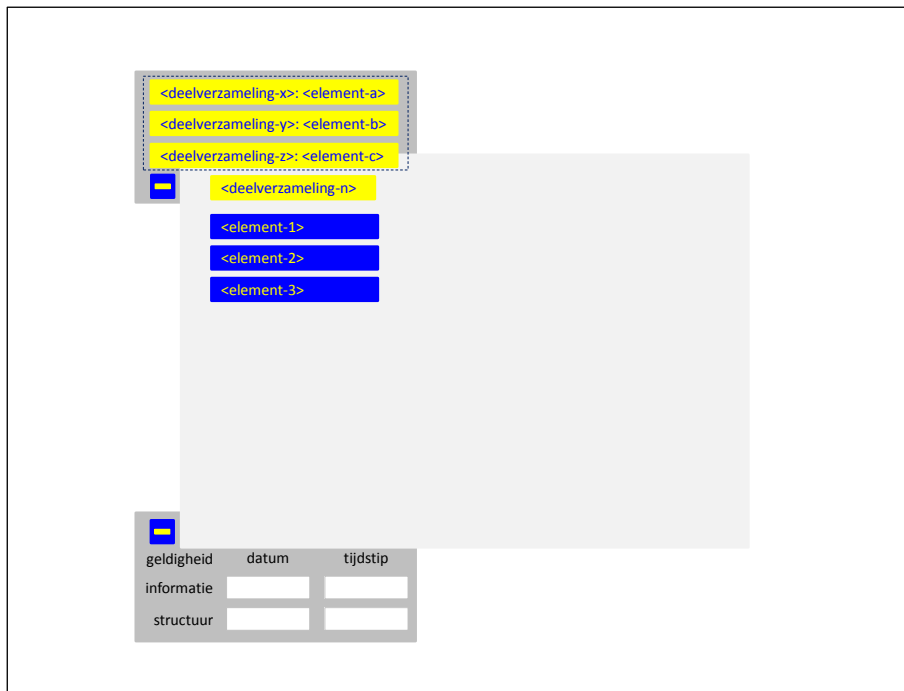 <deelverzameling-x>: <element-a>
<deelverzameling-y>: <element-b>
<deelverzameling-z>: <element-c>
<deelverzameling-n>
<element-1>
<element-2>
<element-3>
geldigheid datum tijdstip
informatie
structuur